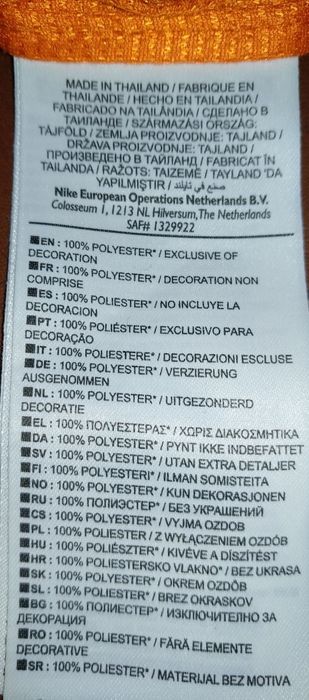 MADE IN THAILAND / FABRIQUE EN
THAILANDE / HECHO EN TAILANDIA /
FABRICADO NA TAILÂNDIA / СДЕЛАНО В
ТАИЛАНДЕ / SZÁRMAZÁSI ORSZÁG:
TÁJFÖLD / ZEMLJA PROIZVODNJE: TAJLAND /
DRŽAVA PROIZVODNJE: TAJLAND /
ПРОИЗВЕДЕНО В ТАЙЛАНД / FABRICAT ÎN
TAILANDA / RAŽOTS: TAIZEME / TAYLAND 'DA
YAPILMIŞTIR / صنع في تايلند
Nike European Operations Netherlands B.V.
Colosseum 1, 1213 NL Hilversum, The Netherlands
SAF# 1329922
EN : 100% POLYESTER* / EXCLUSIVE OF
DECORATION
FR : 100% POLYESTER* / DECORATION NON
COMPRISE
ES : 100% POLIESTER* / NO INCLUYE LA
DECORACION
PT : 100% POLIÉSTER* / EXCLUSIVO PARA
DECORAÇÃO
IT : 100% POLIESTERE* / DECORAZIONI ESCLUSE
DE : 100% POLYESTER* / VERZIERUNG
AUSGENOMMEN
NL : 100% POLYESTER* / UITGEZONDERD
DECORATIE
EL : 100% ΠΟΛΥΕΣΤΕΡΑΣ* / ΧΩΡΙΣ ΔΙΑΚΟΣΜΗΤΙΚΑ
DA : 100% POLYESTER* / PYNT IKKE INDBEFATTET
SV : 100% POLYESTER* / UTAN EXTRA DETALJER
FI : 100% POLYESTERI* / ILMAN SOMISTEITA
NO : 100% POLYESTER* / KUN DEKORASJONEN
RU : 100% ПОЛИЭСТЕР* / БЕЗ УКРАШЕНИЙ
CS : 100% POLYESTER* / VYJMA OZDOB
PL : 100% POLIESTER / Z WYŁĄCZENIEM OZDÓB
HU : 100% POLIÉSZTER* / KIVÉVE A DÍSZÍTÉST
HR : 100% POLIESTERSKO VLAKNO* / BEZ UKRASA
SK : 100% POLYESTER* / OKREM OZDÔB
SL : 100% POLIESTER* / BREZ OKRASKOV
BG : 100% ПОЛИЕСТЕР* / ИЗКЛЮЧИТЕЛНО ЗА
ДЕКОРАЦИЯ
RO : 100% POLIESTER* / FĂRĂ ELEMENTE
DECORATIVE
SR : 100% POLIESTER* / MATERIJAL BEZ MOTIVA